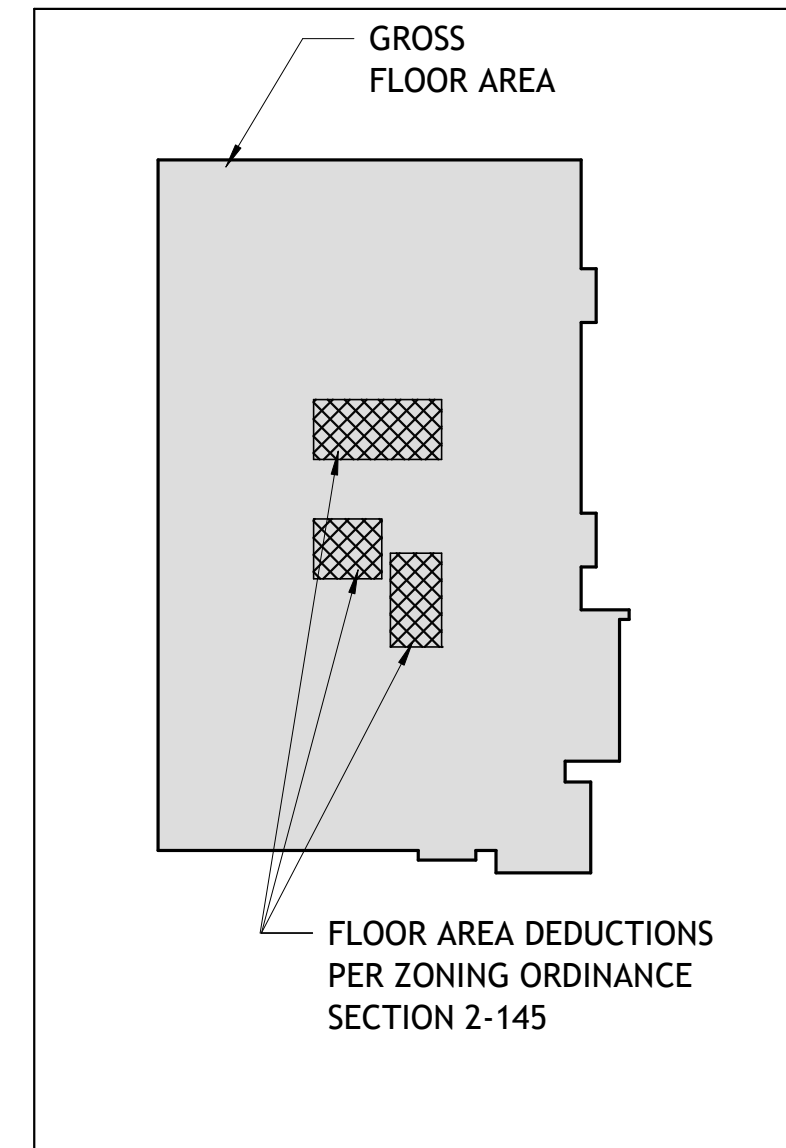 GROSS
FLOOR AREA
FLOOR AREA DEDUCTIONS
PER ZONING ORDINANCE
SECTION 2-145